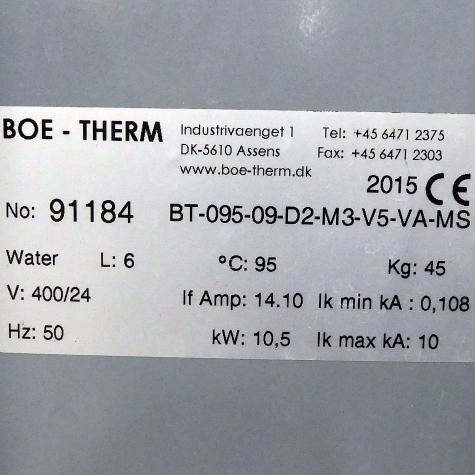 BOE - THERM Industrivaenget 1 Tel: +45 6471 2375
DK-5610 Assens Fax: +45 6471 2303
www.boe-therm.dk
2015 CE
No: 91184 BT-095-09-D2-M3-V5-VA-MS
Water L: 6 °C: 95 Kg: 45
V: 400/24 If Amp: 14.10 Ik min kA : 0,108
Hz: 50 kW: 10,5 Ik max kA: 10